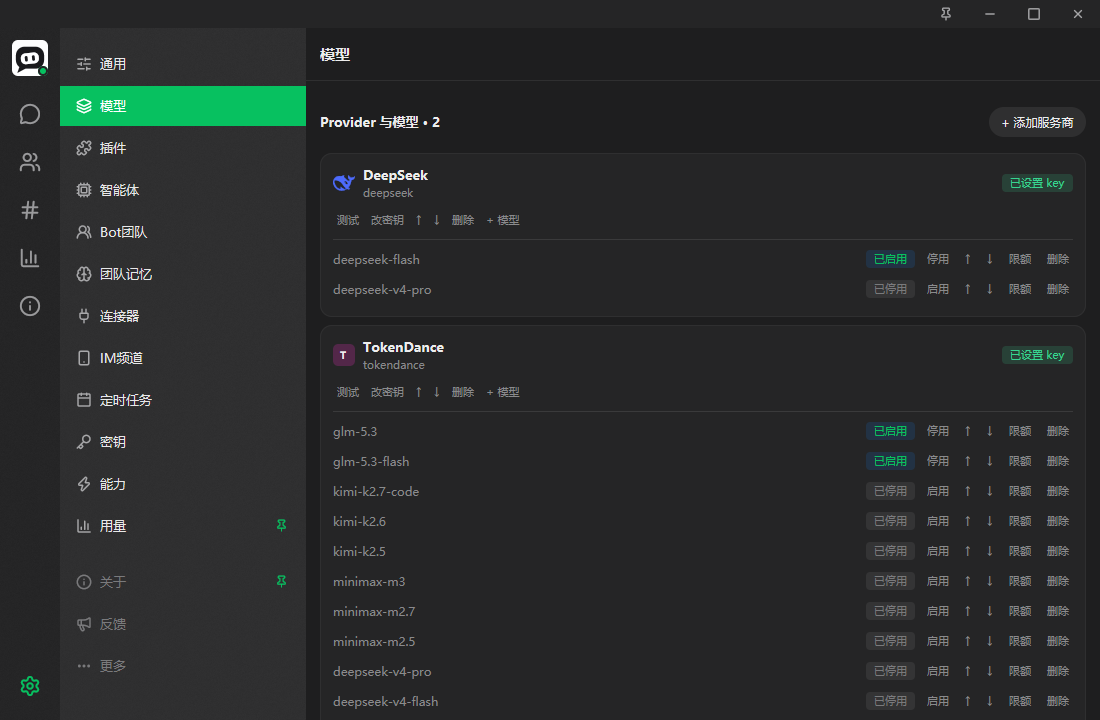 通用
模型
插件
智能体
Bot团队
团队记忆
连接器
IM频道
定时任务
密钥
能力
用量
关于
反馈
更多
模型
Provider 与模型 • 2
+ 添加服务商
DeepSeek
deepseek
已设置 key
测试 改密钥 ↑ ↓ 删除 + 模型
deepseek-flash 已启用 停用 ↑ ↓ 限额 删除
deepseek-v4-pro 已停用 启用 ↑ ↓ 限额 删除
T
TokenDance
tokendance
已设置 key
测试 改密钥 ↑ ↓ 删除 + 模型
glm-5.3 已启用 停用 ↑ ↓ 限额 删除
glm-5.3-flash 已启用 停用 ↑ ↓ 限额 删除
kimi-k2.7-code 已停用 启用 ↑ ↓ 限额 删除
kimi-k2.6 已停用 启用 ↑ ↓ 限额 删除
kimi-k2.5 已停用 启用 ↑ ↓ 限额 删除
minimax-m3 已停用 启用 ↑ ↓ 限额 删除
minimax-m2.7 已停用 启用 ↑ ↓ 限额 删除
minimax-m2.5 已停用 启用 ↑ ↓ 限额 删除
deepseek-v4-pro 已停用 启用 ↑ ↓ 限额 删除
deepseek-v4-flash 已停用 启用 ↑ ↓ 限额 删除